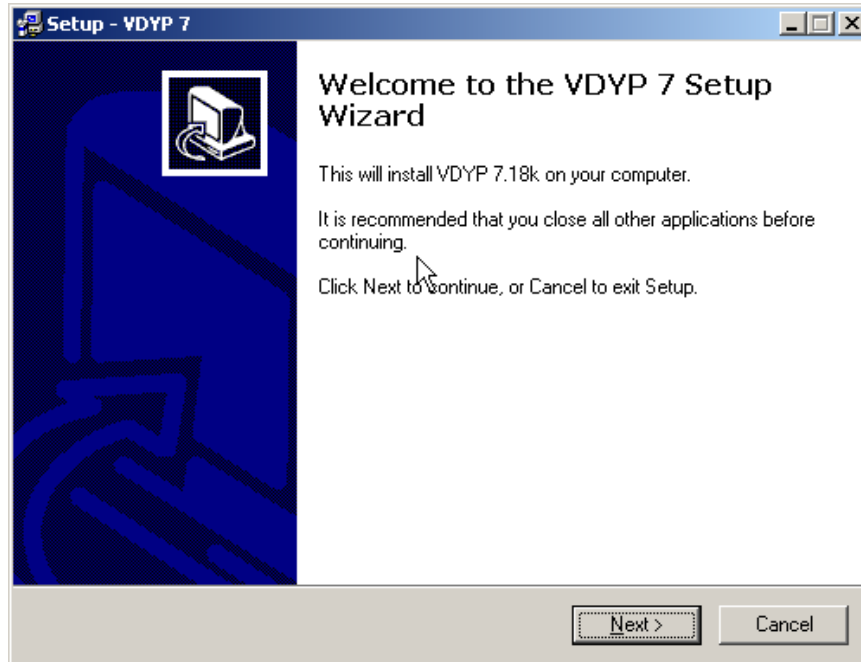 Setup - VDYP 7
Welcome to the VDYP 7 Setup
Wizard
This will install VDYP 7.18k on your computer.
It is recommended that you close all other applications before
continuing.
Click Next to continue, or Cancel to exit Setup.
Next >
Cancel